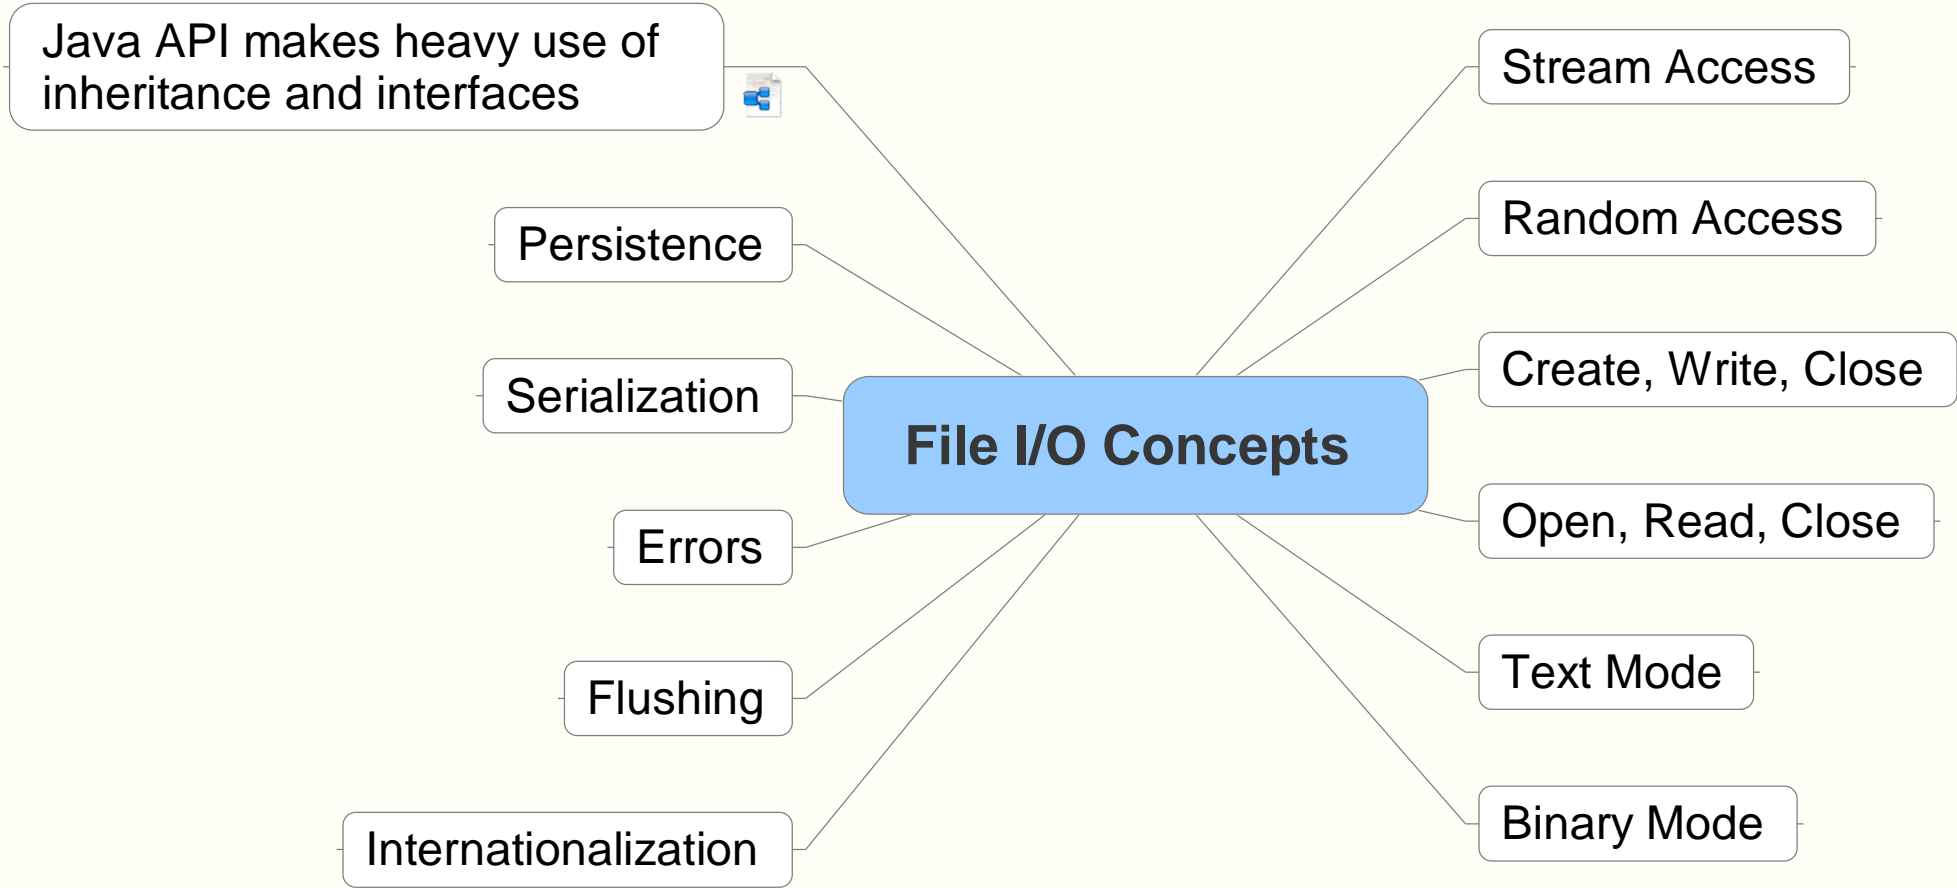 Java API makes heavy use of
inheritance and interfaces
Persistence
Serialization
Errors
Flushing
Internationalization
File I/O Concepts
Stream Access
Random Access
Create, Write, Close
Open, Read, Close
Text Mode
Binary Mode